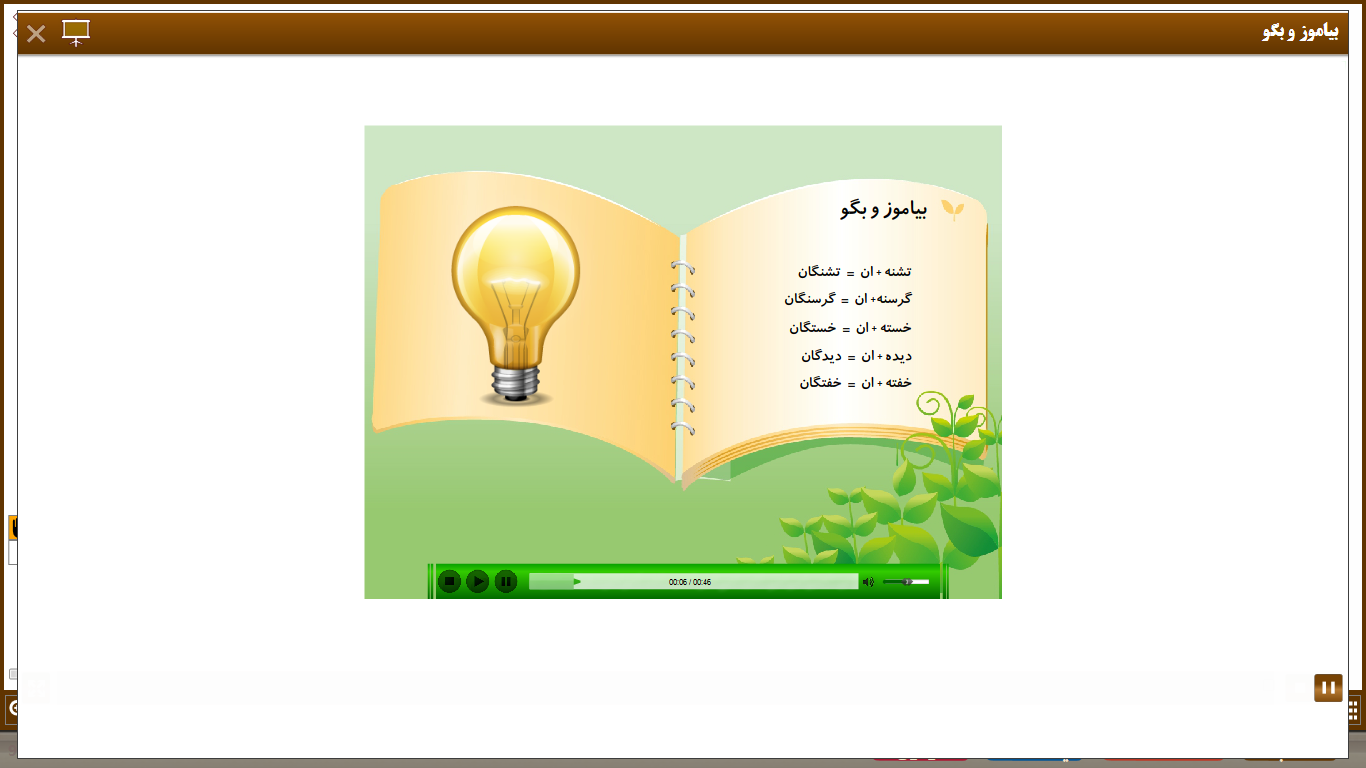 بیاموز و بگو
بیاموز و بگو
تشنه + ان = تشنگان
گرسنه + ان = گرسنگان
خسته + ان = خستگان
دیده + ان = دیدگان
خفته + ان = خفتگان
00:06 / 00:46